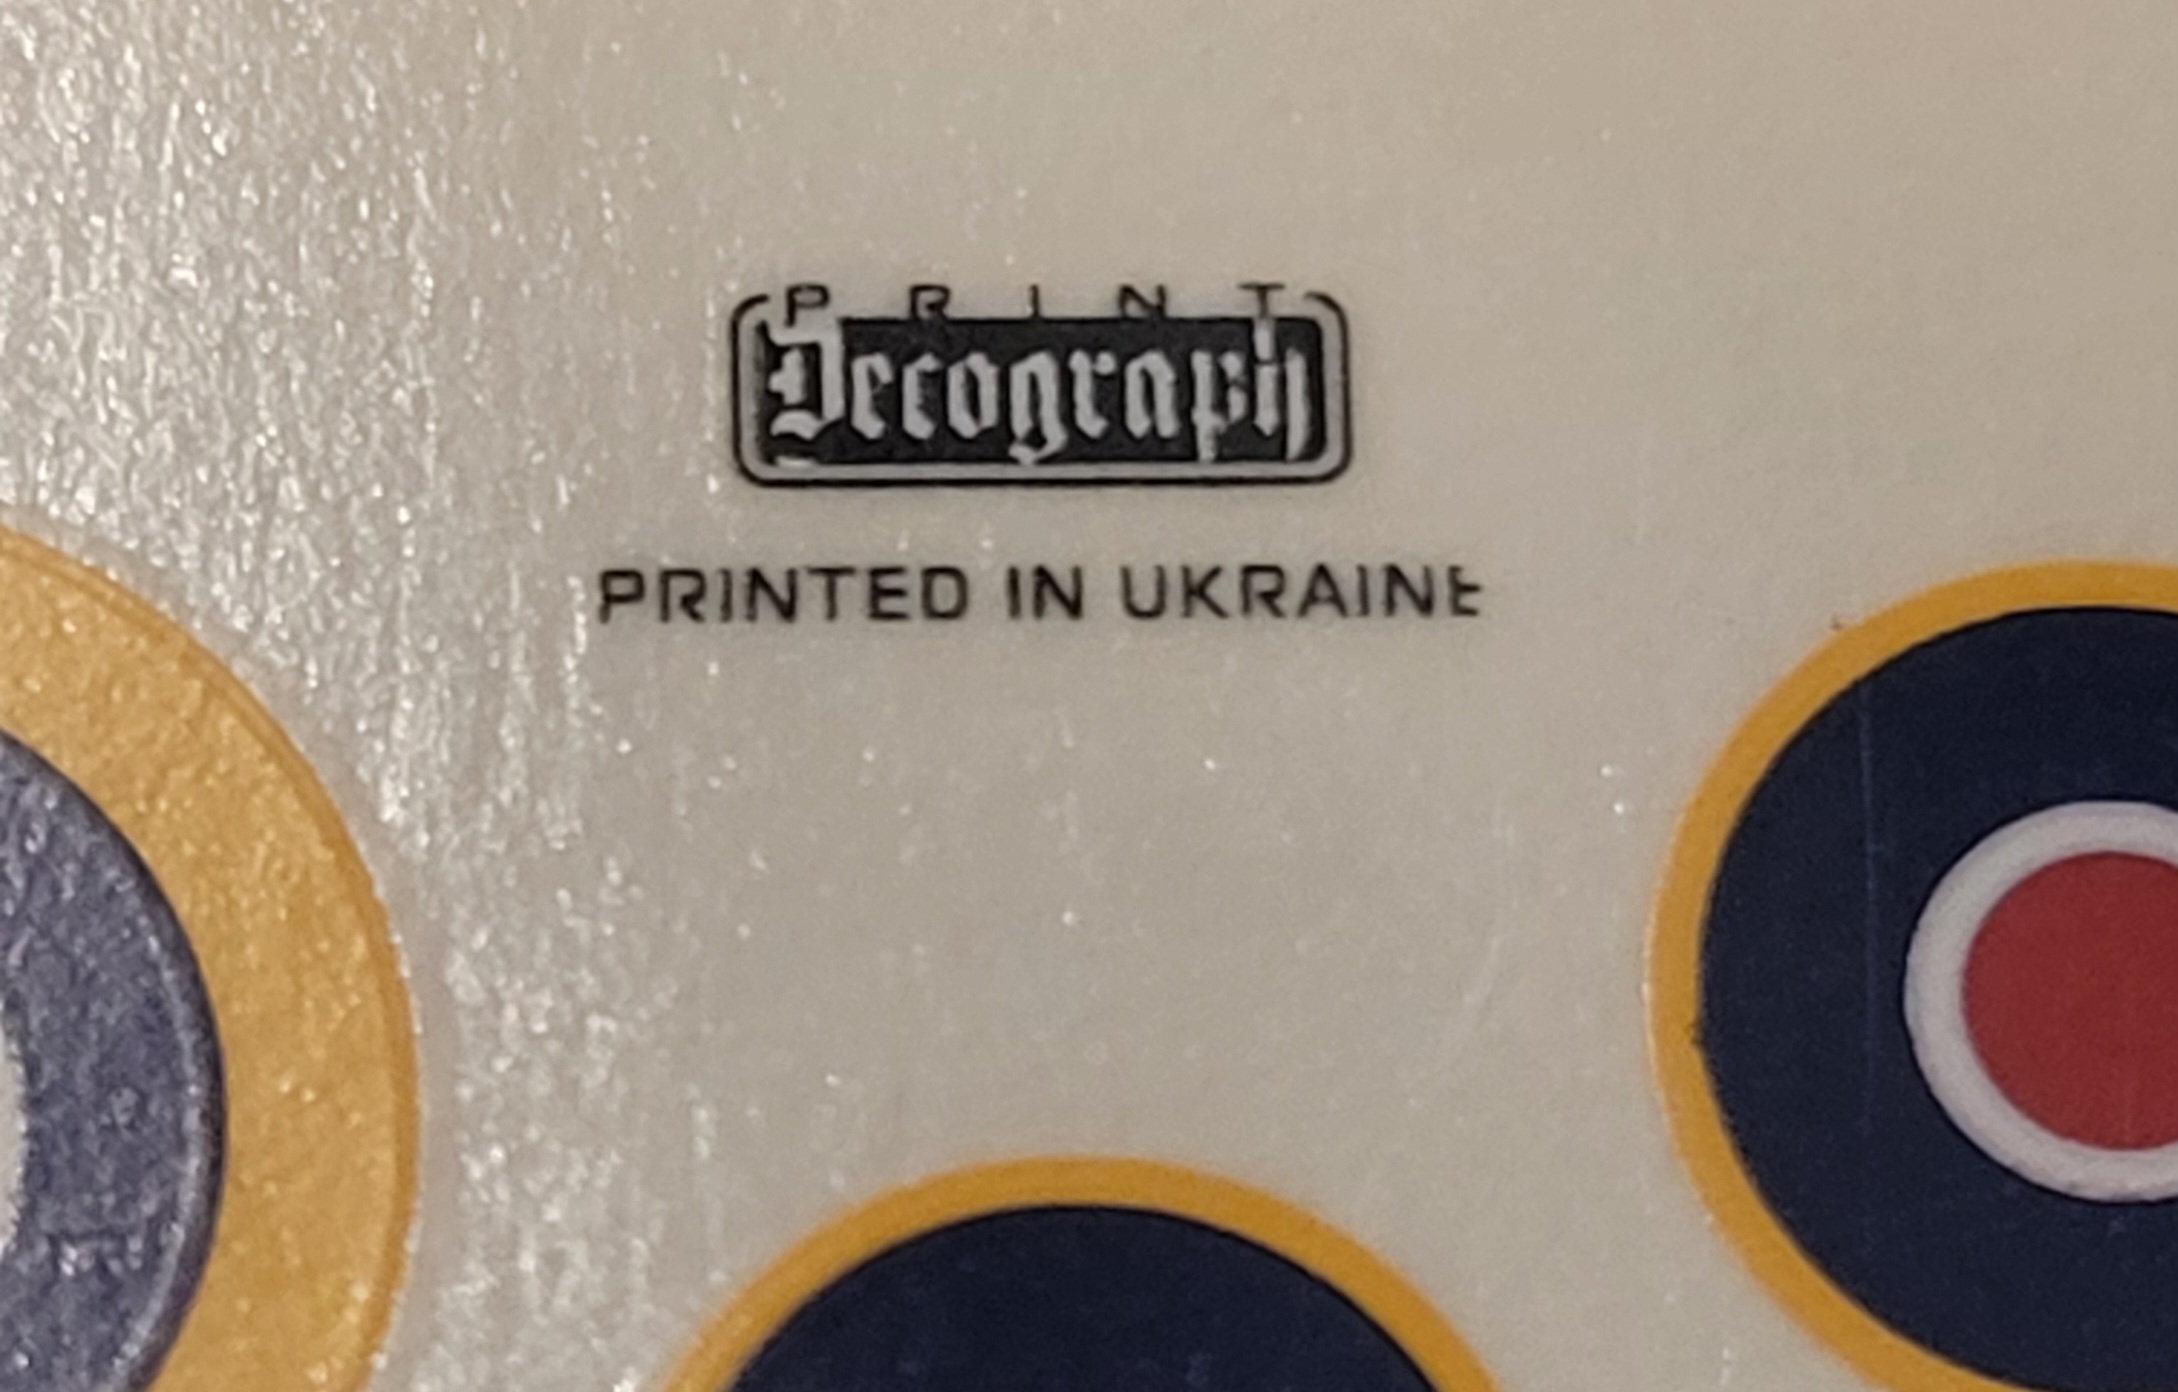 PRINT
Decograph
PRINTED IN UKRAINE